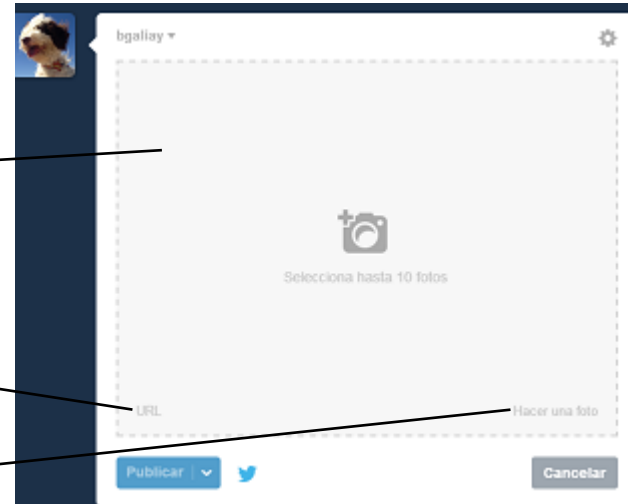 bgaliay
Selecciona hasta 10 fotos
URL
Hacer una foto
Publicar
Cancelar